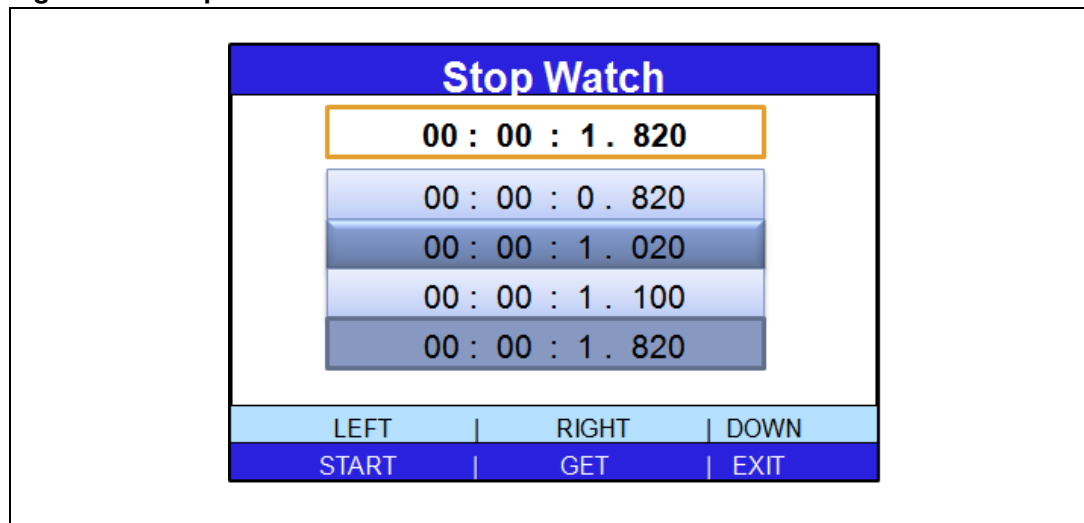 Stop Watch
00 : 00 : 1 . 820
00 : 00 : 0 . 820
00 : 00 : 1 . 020
00 : 00 : 1 . 100
00 : 00 : 1 . 820
LEFT | RIGHT | DOWN
START | GET | EXIT